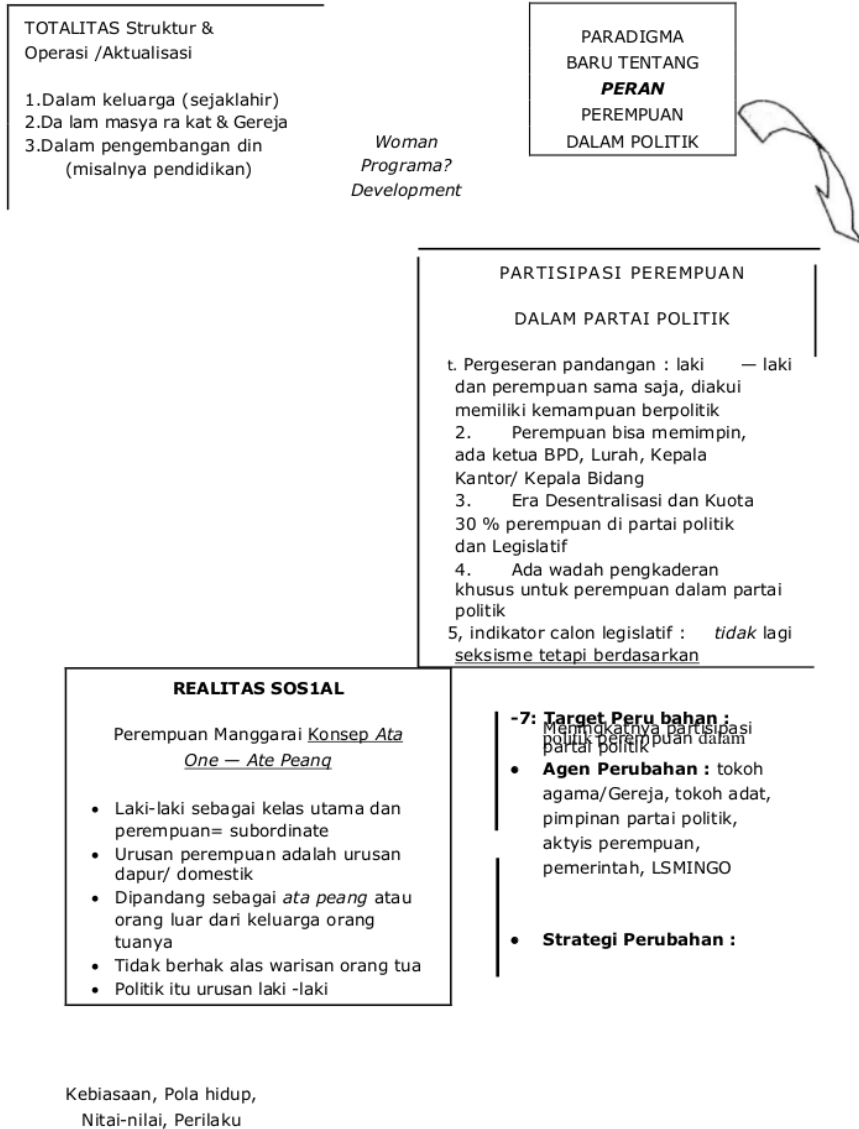 TOTALITAS Struktur &
Operasi /Aktualisasi
1.Dalam keluarga (sejaklahir)
2.Da lam masya ra kat & Gereja
3.Dalam pengembangan din
(misalnya pendidikan)
Woman
Programa?
Development
PARADIGMA
BARU TENTANG
PERAN
PEREMPUAN
DALAM POLITIK
PARTISIPASI PEREMPUAN
DALAM PARTAI POLITIK
t. Pergeseran pandangan : laki — laki
dan perempuan sama saja, diakui
memiliki kemampuan berpolitik
2. Perempuan bisa memimpin,
ada ketua BPD, Lurah, Kepala
Kantor/ Kepala Bidang
3. Era Desentralisasi dan Kuota
30 % perempuan di partai politik
dan Legislatif
4. Ada wadah pengkaderan
khusus untuk perempuan dalam partai
politik
5, indikator calon legislatif : tidak lagi
seksisme tetapi berdasarkan
REALITAS SOS1AL
Perempuan Manggarai Konsep Ata
One — Ate Peang
• Laki-laki sebagai kelas utama dan
perempuan= subordinate
• Urusan perempuan adalah urusan
dapur/ domestik
• Dipandang sebagai ata peang atau
orang luar dari keluarga orang
tuanya
• Tidak berhak alas warisan orang tua
• Politik itu urusan laki -laki
-7: Target Peru bahan :
Meningkatnya partisipasi
politik perempuan dalam
partai politik
• Agen Perubahan : tokoh
agama/Gereja, tokoh adat,
pimpinan partai politik,
aktyis perempuan,
pemerintah, LSMINGO
• Strategi Perubahan :
Kebiasaan, Pola hidup,
Nitai-nilai, Perilaku